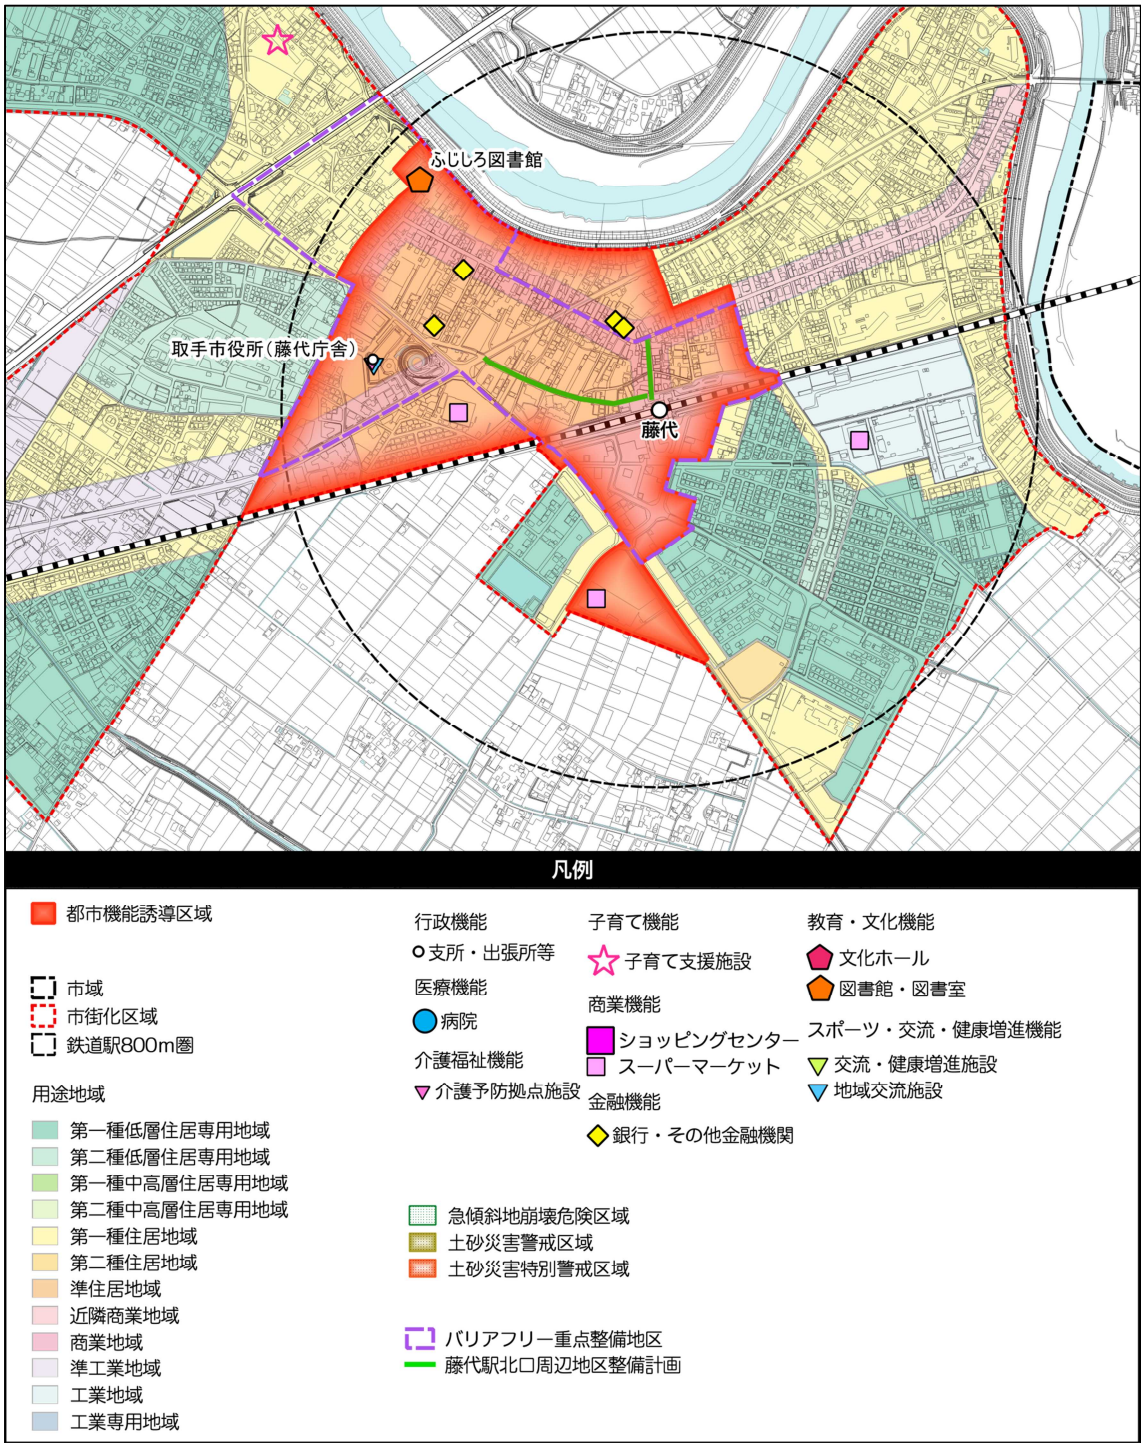 ふじしろ図書館
取手市役所(藤代庁舎)
藤代
凡例
都市機能誘導区域
市域
市街化区域
鉄道駅800m圏
用途地域
第一種低層住居専用地域
第二種低層住居専用地域
第一種中高層住居専用地域
第二種中高層住居専用地域
第一種住居地域
第二種住居地域
準住居地域
近隣商業地域
商業地域
準工業地域
工業地域
工業専用地域
行政機能
支所・出張所等
医療機能
病院
介護福祉機能
介護予防拠点施設
子育て機能
子育て支援施設
商業機能
ショッピングセンター
スーパーマーケット
金融機能
銀行・その他金融機関
教育・文化機能
文化ホール
図書館・図書室
スポーツ・交流・健康増進機能
交流・健康増進施設
地域交流施設
急傾斜地崩壊危険区域
土砂災害警戒区域
土砂災害特別警戒区域
バリアフリー重点整備地区
藤代駅北口周辺地区整備計画